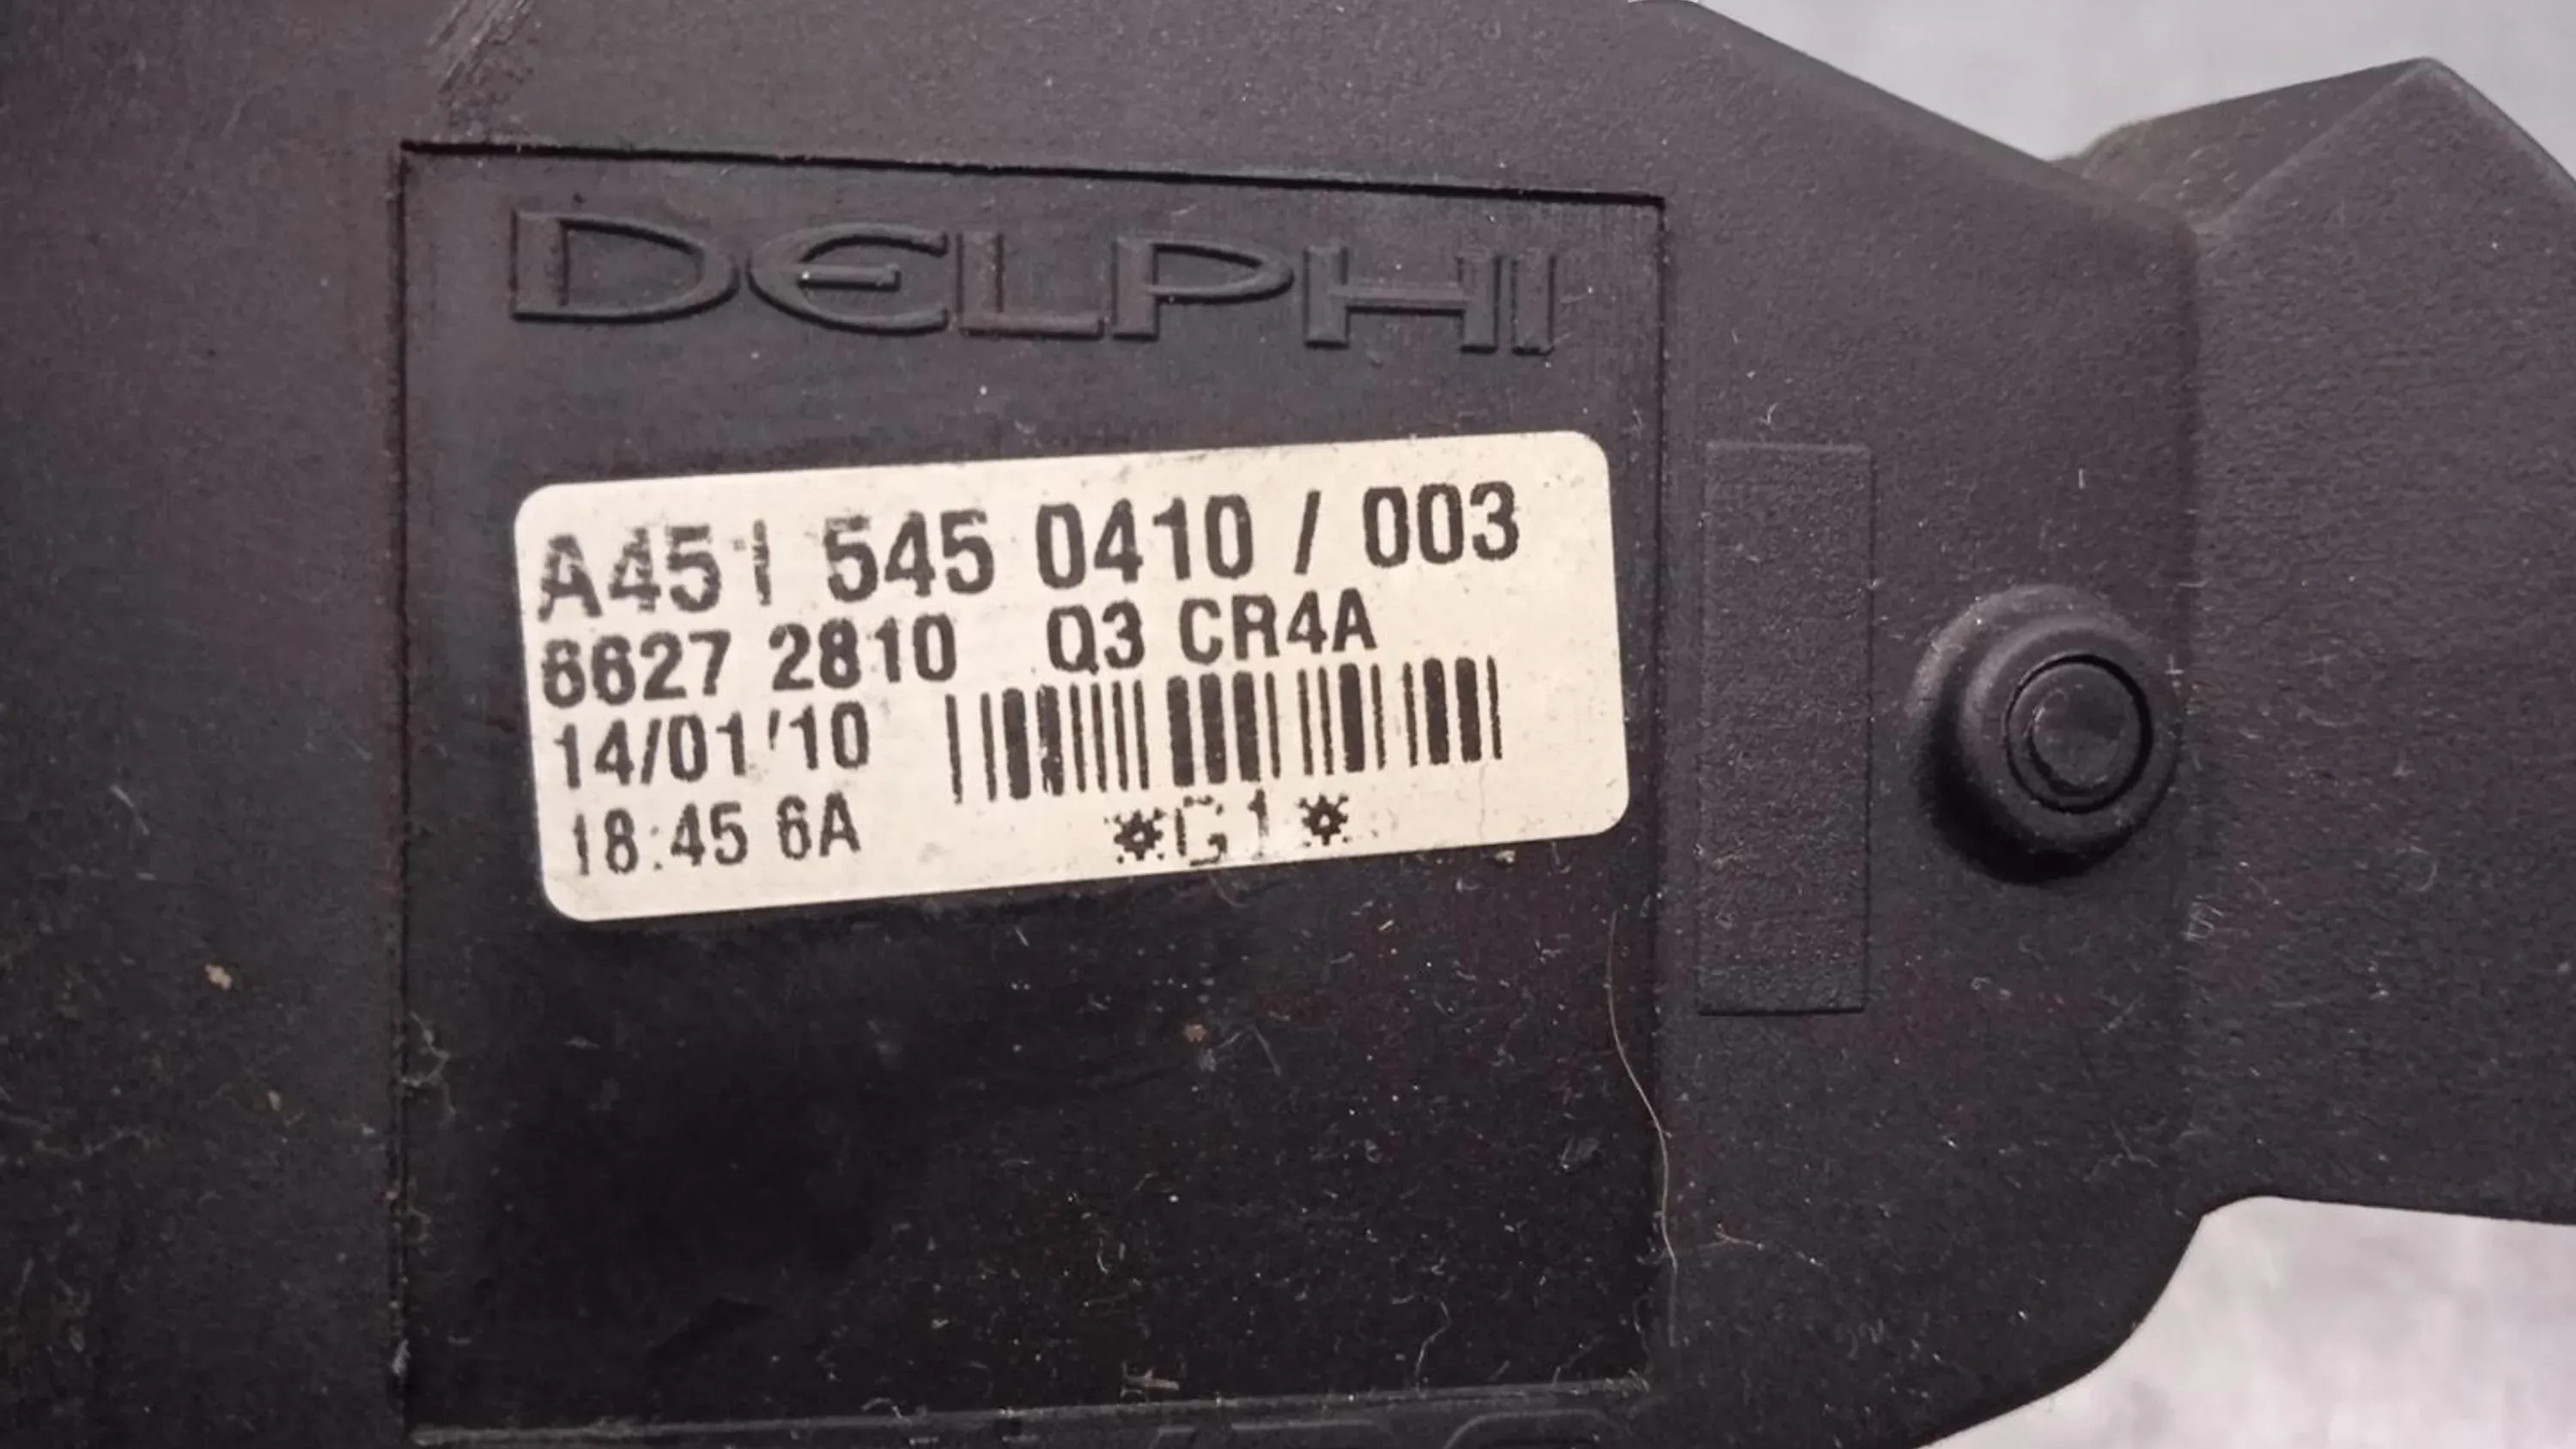 DELPHI
A451 545 0410 / 003
6627 2810 Q3 CR4A
14/01'10
18:45 6A
*G1*